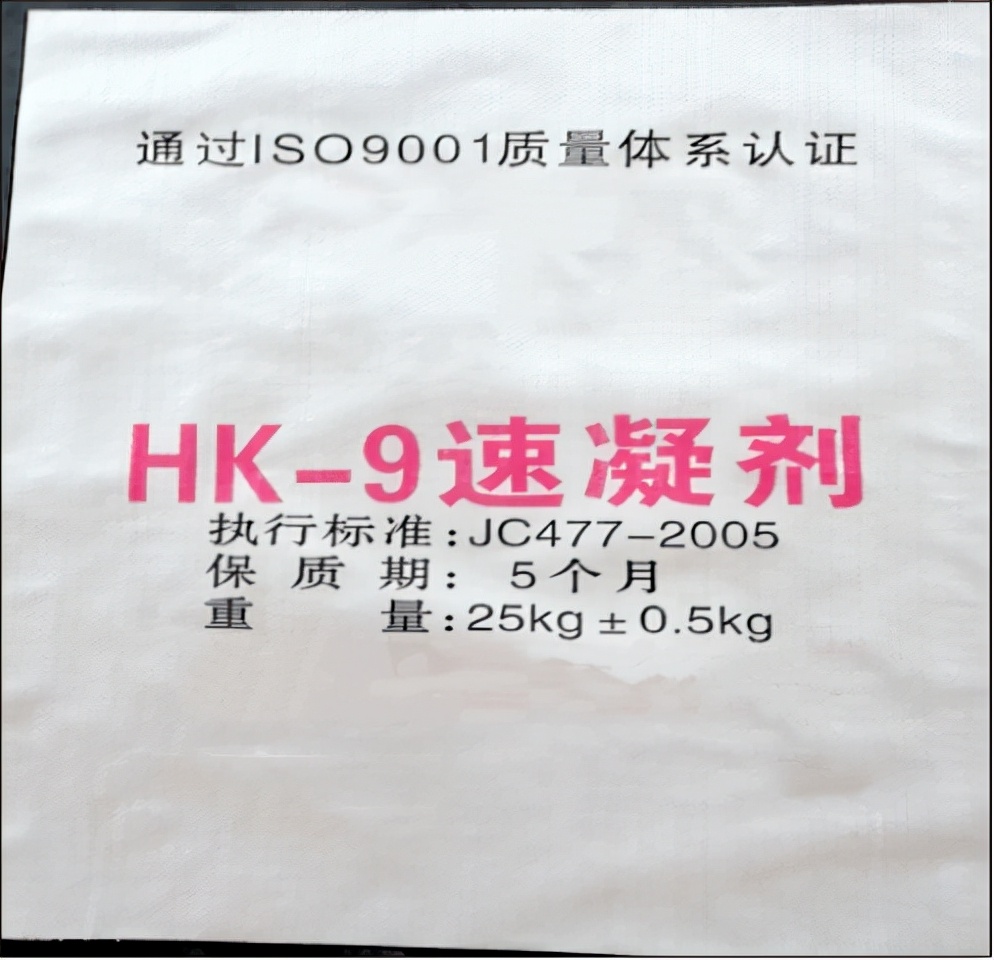 通过ISO9001质量体系认证
HK-9速凝剂
执行标准:JC477-2005
保质期: 5个月
重量:25kg±0.5kg